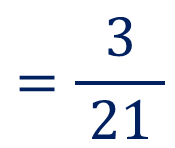 = 3/21